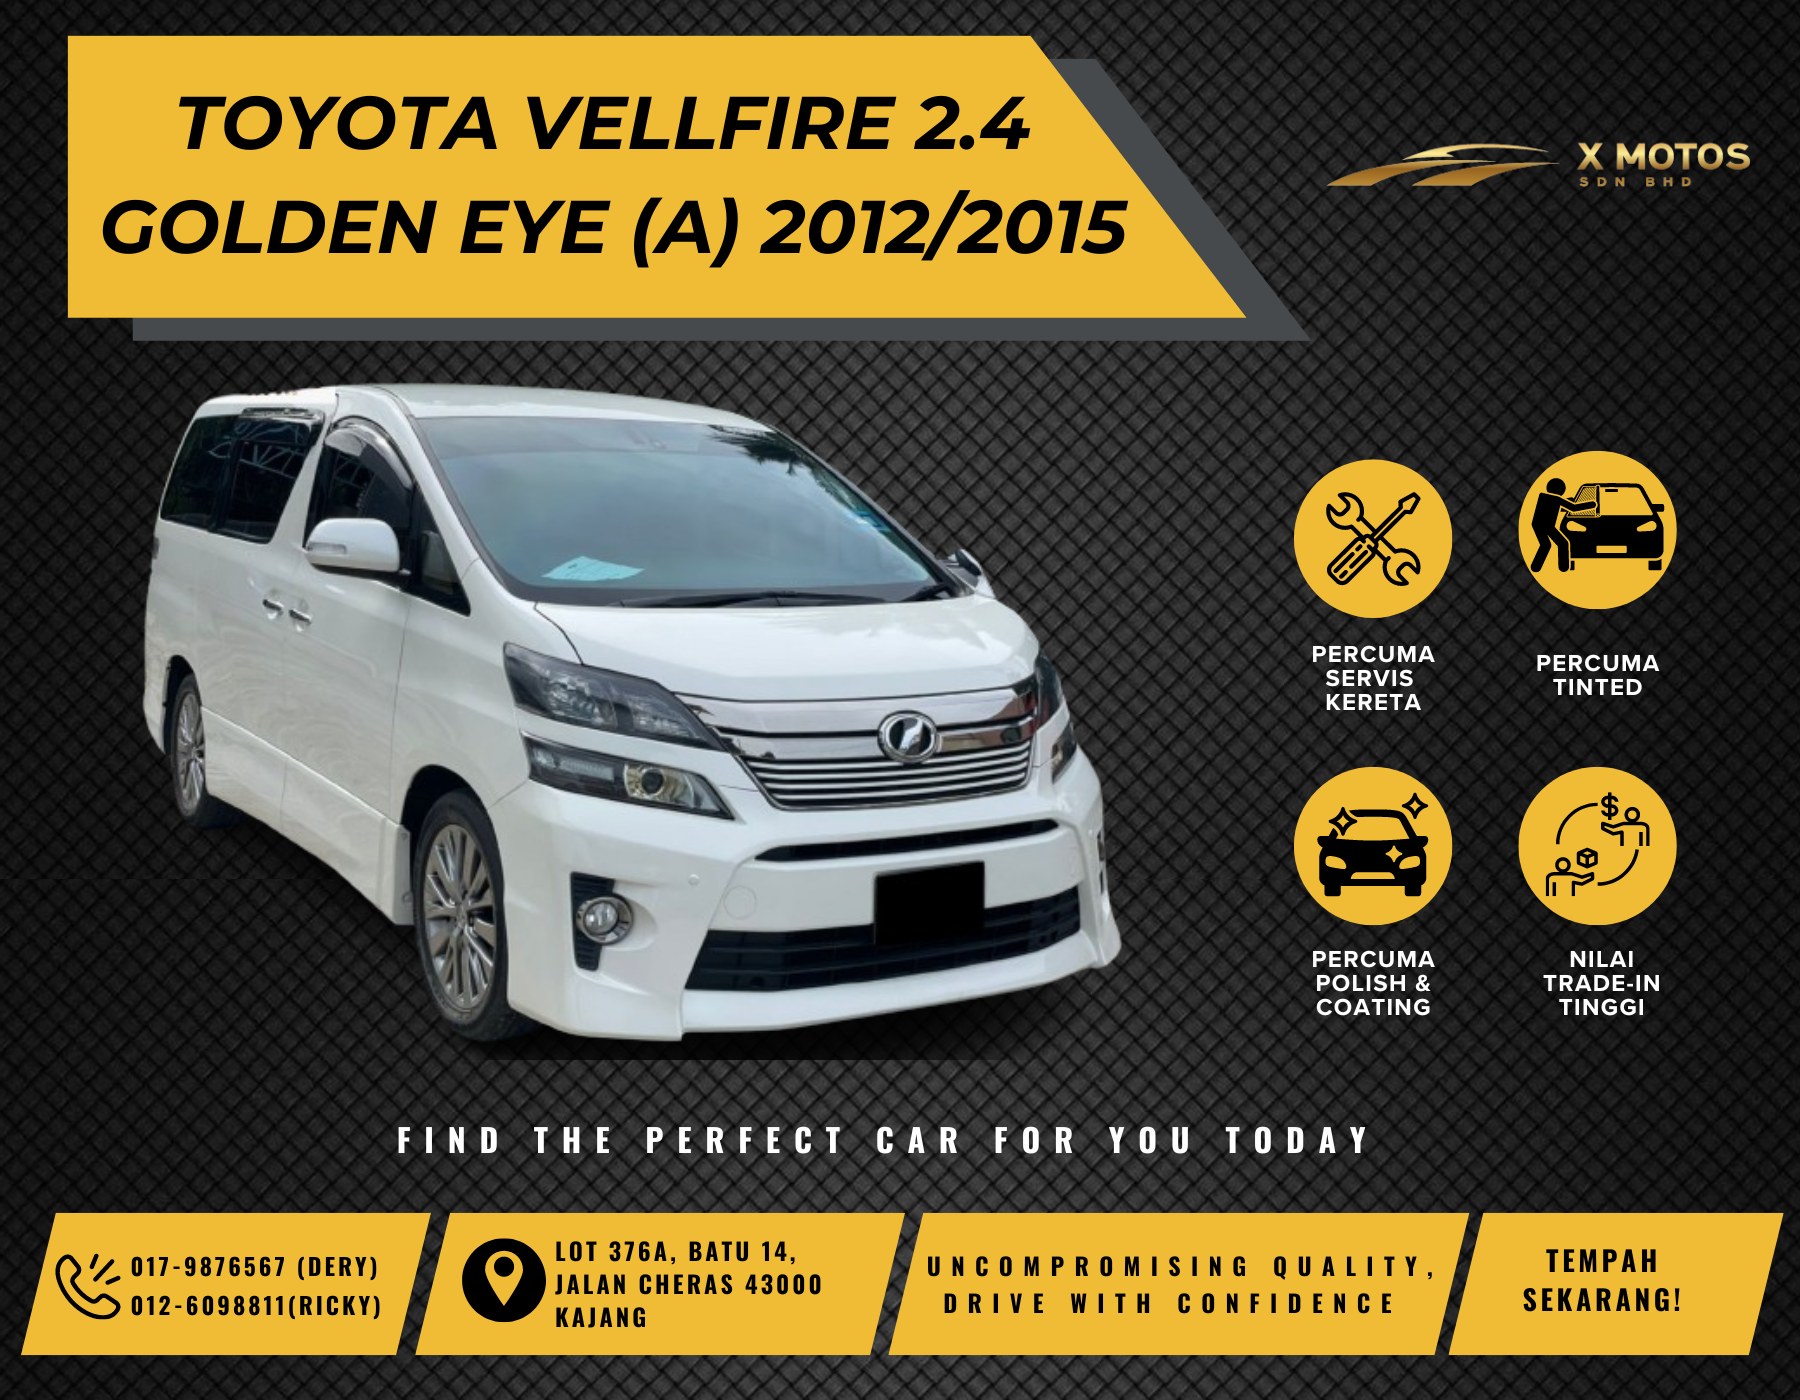 TOYOTA VELLFIRE 2.4
GOLDEN EYE (A) 2012/2015
X MOTOS
SDN BHD
PERCUMA
SERVIS
KERETA
PERCUMA
TINTED
PERCUMA
POLISH &
COATING
NILAI
TRADE-IN
TINGGI
FIND THE PERFECT CAR FOR YOU TODAY
017-9876567 (DERY)
012-6098811(RICKY)
LOT 376A, BATU 14,
JALAN CHERAS 43000
KAJANG
UNCOMPROMISING QUALITY,
DRIVE WITH CONFIDENCE
TEMPAH
SEKARANG!